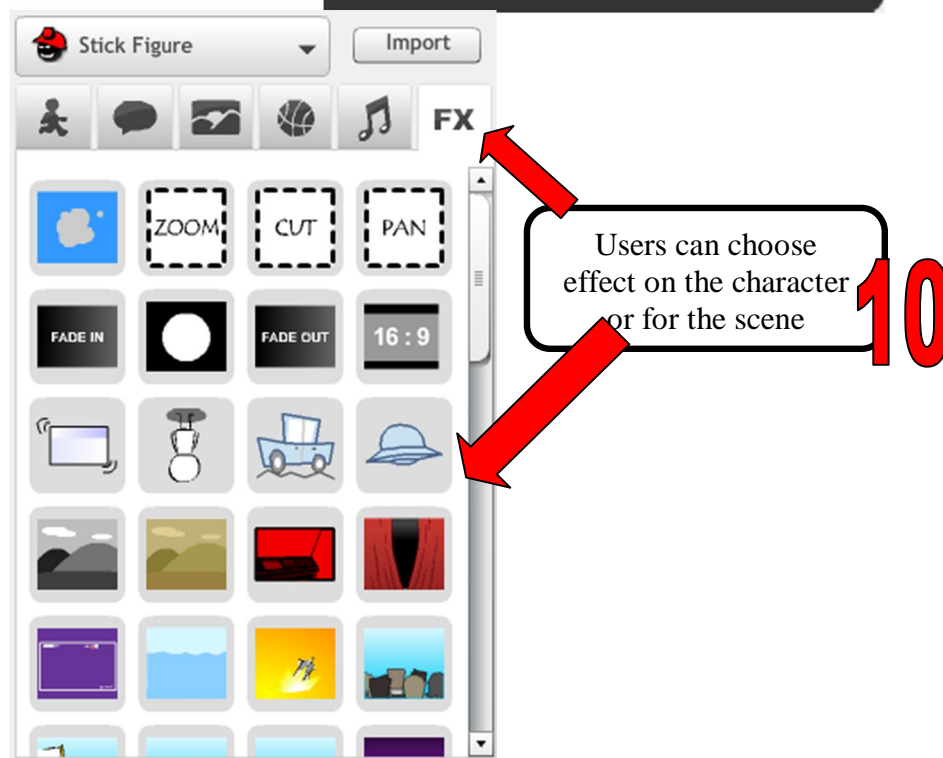 Stick Figure Import
FX
ZOOM CUT PAN
FADE IN FADE OUT 16 : 9
Users can choose
effect on the character
or for the scene
10